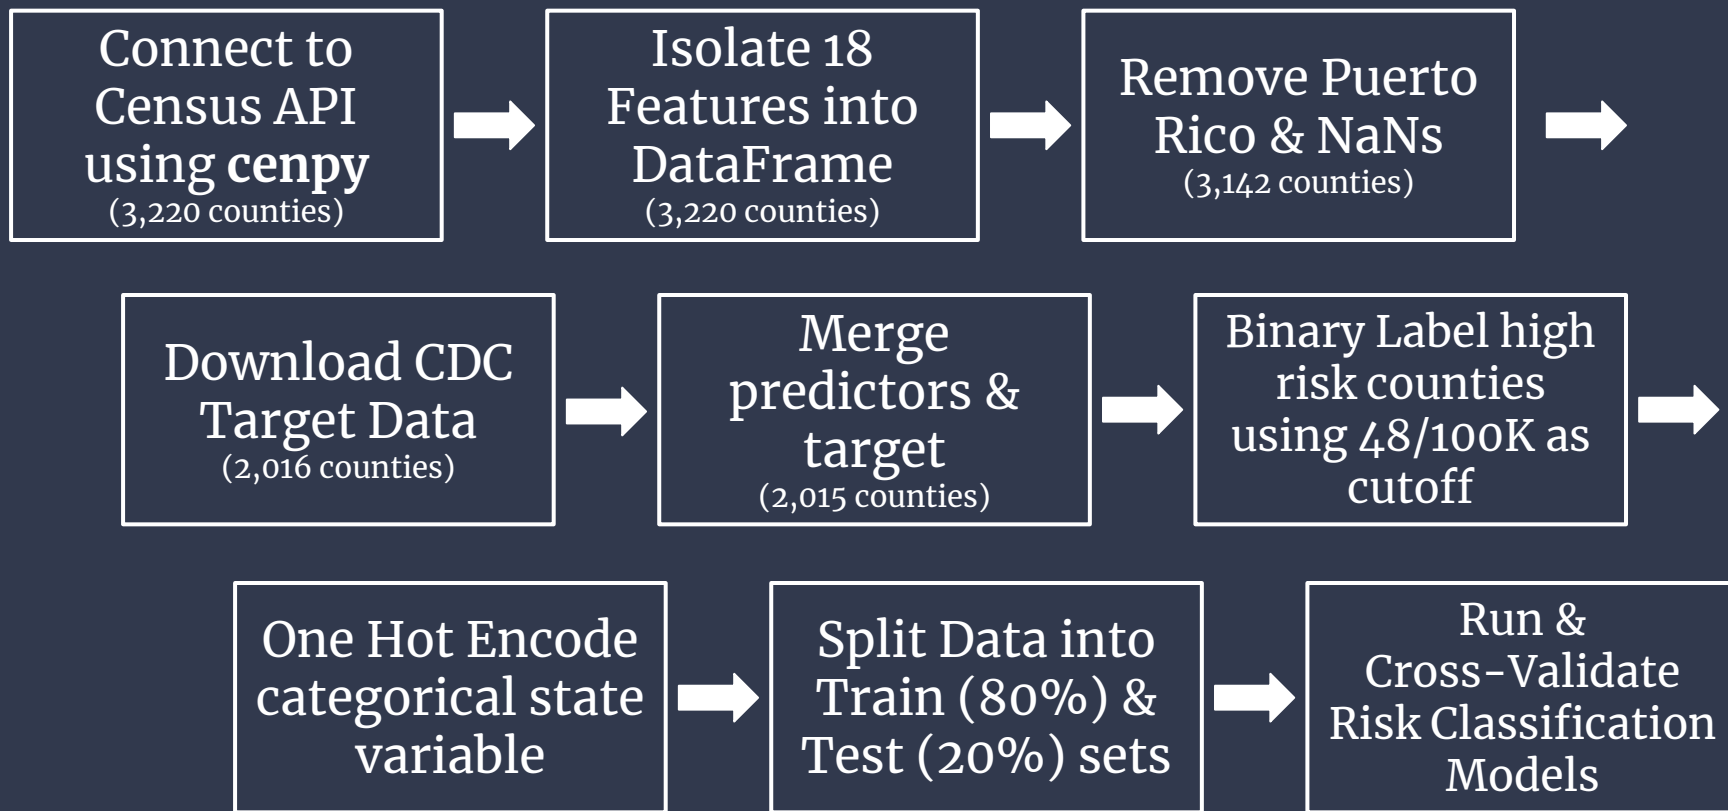 Connect to
Census API
using cenpy
(3,220 counties)
Isolate 18
Features into
DataFrame
(3,220 counties)
Remove Puerto
Rico & NaNs
(3,142 counties)
Download CDC
Target Data
(2,016 counties)
Merge
predictors &
target
(2,015 counties)
Binary Label high
risk counties
using 48/100K as
cutoff
One Hot Encode
categorical state
variable
Split Data into
Train (80%) &
Test (20%) sets
Run &
Cross-Validate
Risk Classification
Models